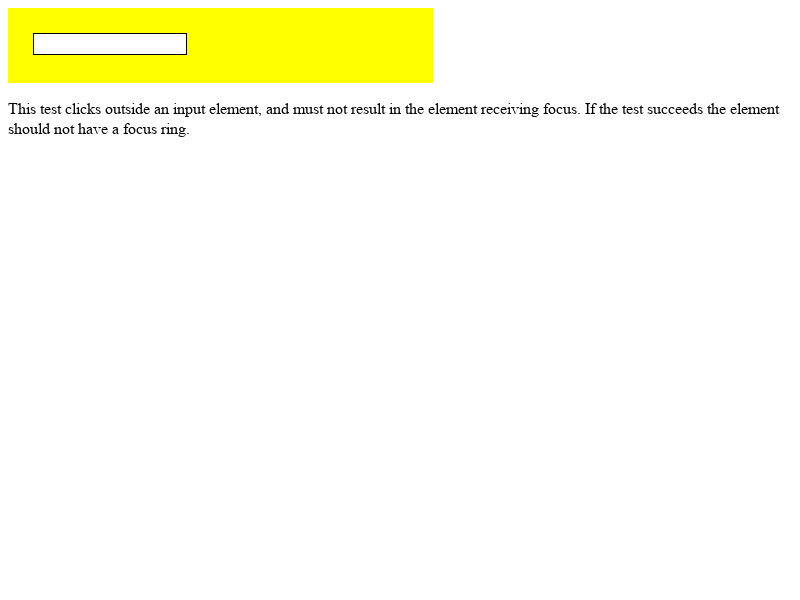 This test clicks outside an input element, and must not result in the element receiving focus. If the test succeeds the element
should not have a focus ring.